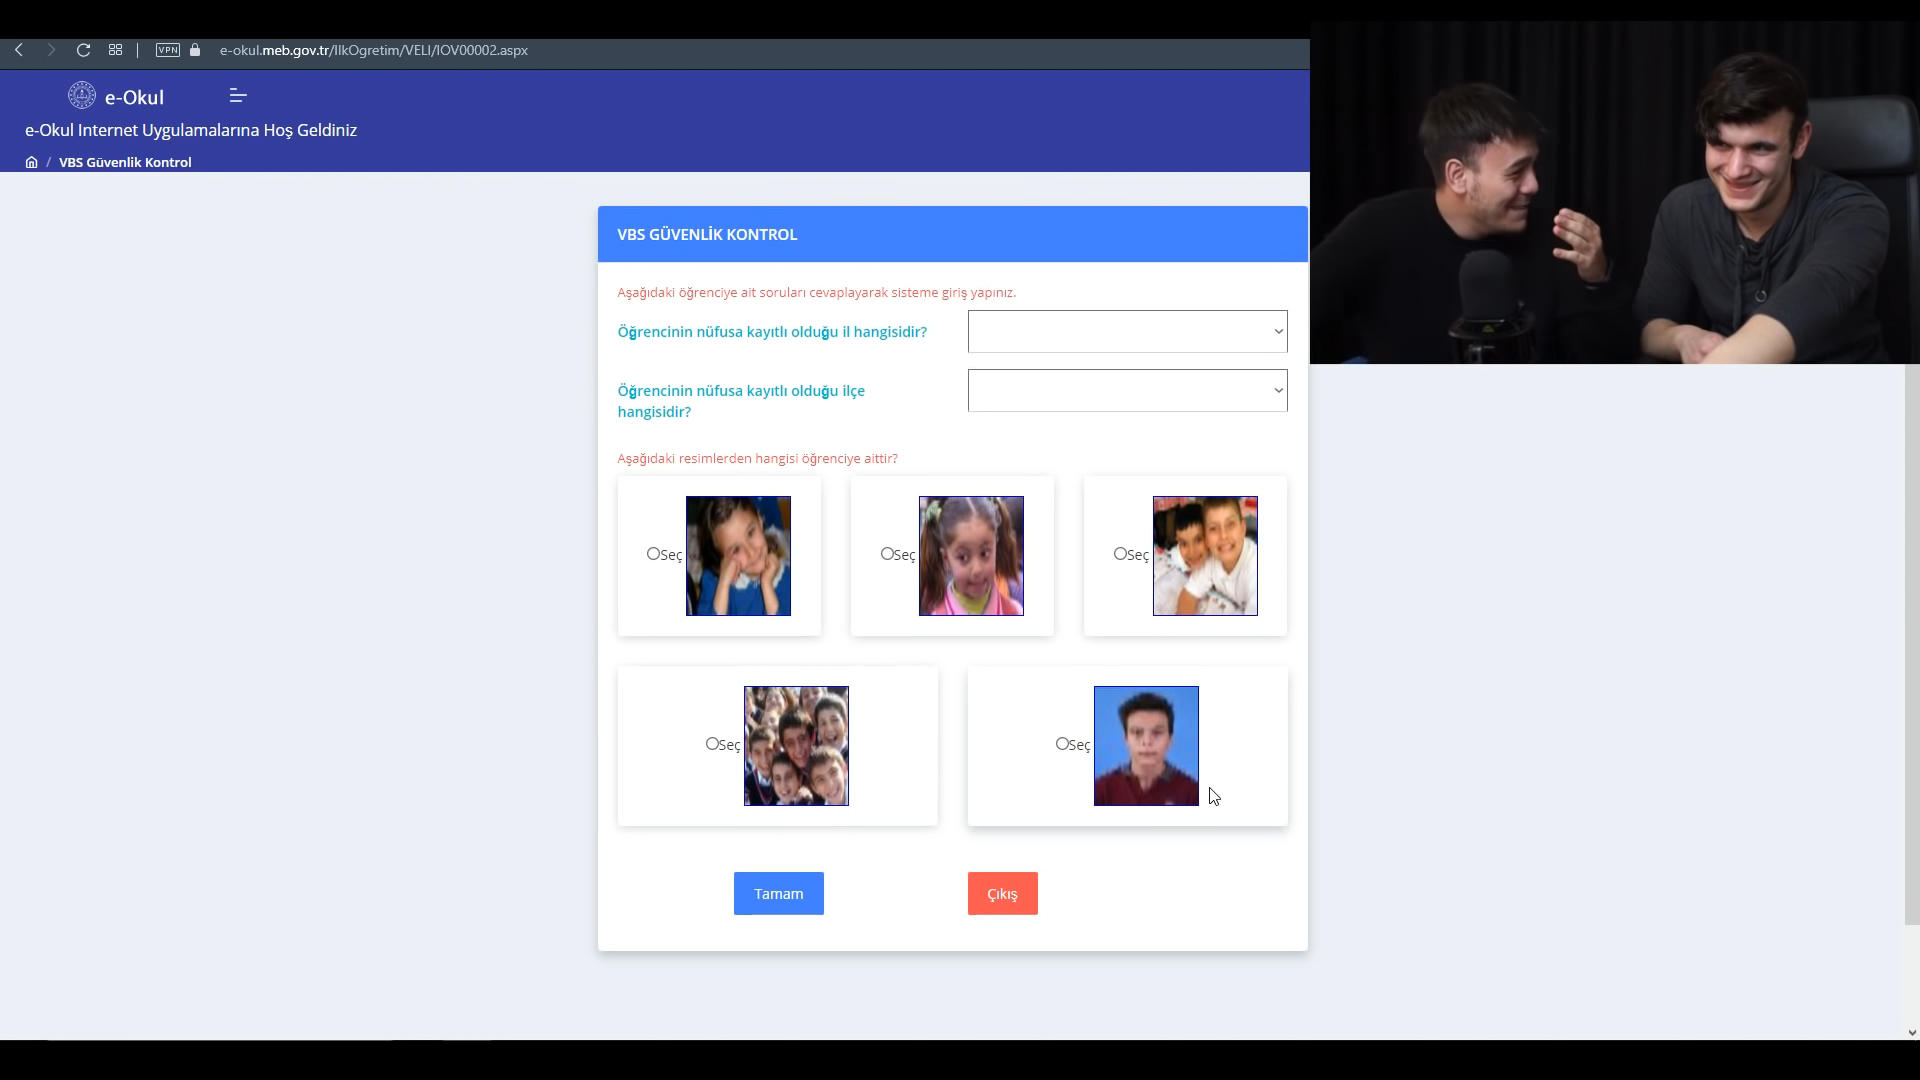 VPN
e-okul.meb.gov.tr/IlkOgretim/VELI/IOV00002.aspx
e-Okul
e-Okul Internet Uygulamalarına Hoş Geldiniz
/ VBS Güvenlik Kontrol
VBS GÜVENLİK KONTROL
Aşağıdaki öğrenciye ait soruları cevaplayarak sisteme giriş yapınız.
Öğrencinin nüfusa kayıtlı olduğu il hangisidir?
Öğrencinin nüfusa kayıtlı olduğu ilçe
hangisidir?
Aşağıdaki resimlerden hangisi öğrenciye aittir?
Seç
Seç
Seç
Seç
Seç
Tamam
Çıkış